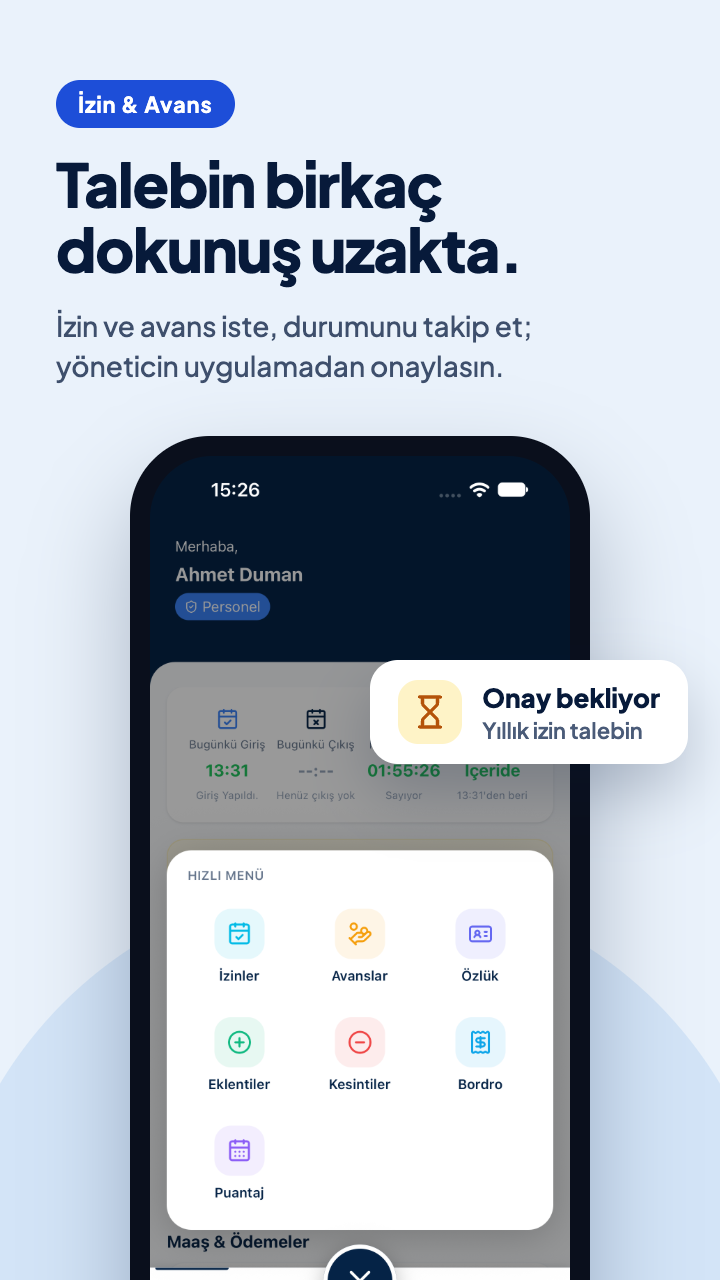 İzin & Avans
Talebin birkaç
dokunuş uzakta.
İzin ve avans iste, durumunu takip et;
yöneticin uygulamadan onaylasın.
15:26
Merhaba,
Ahmet Duman
Personel
Onay bekliyor
Yıllık izin talebin
Bugünkü Giriş Bugünkü Çıkış
13:31 --:-- 01:55:26 İçeride
Giriş Yapıldı. Henüz çıkış yok Sayıyor 13:31'den beri
HIZLI MENÜ
İzinler Avanslar Özlük
Eklentiler Kesintiler Bordro
Puantaj
Maaş & Ödemeler